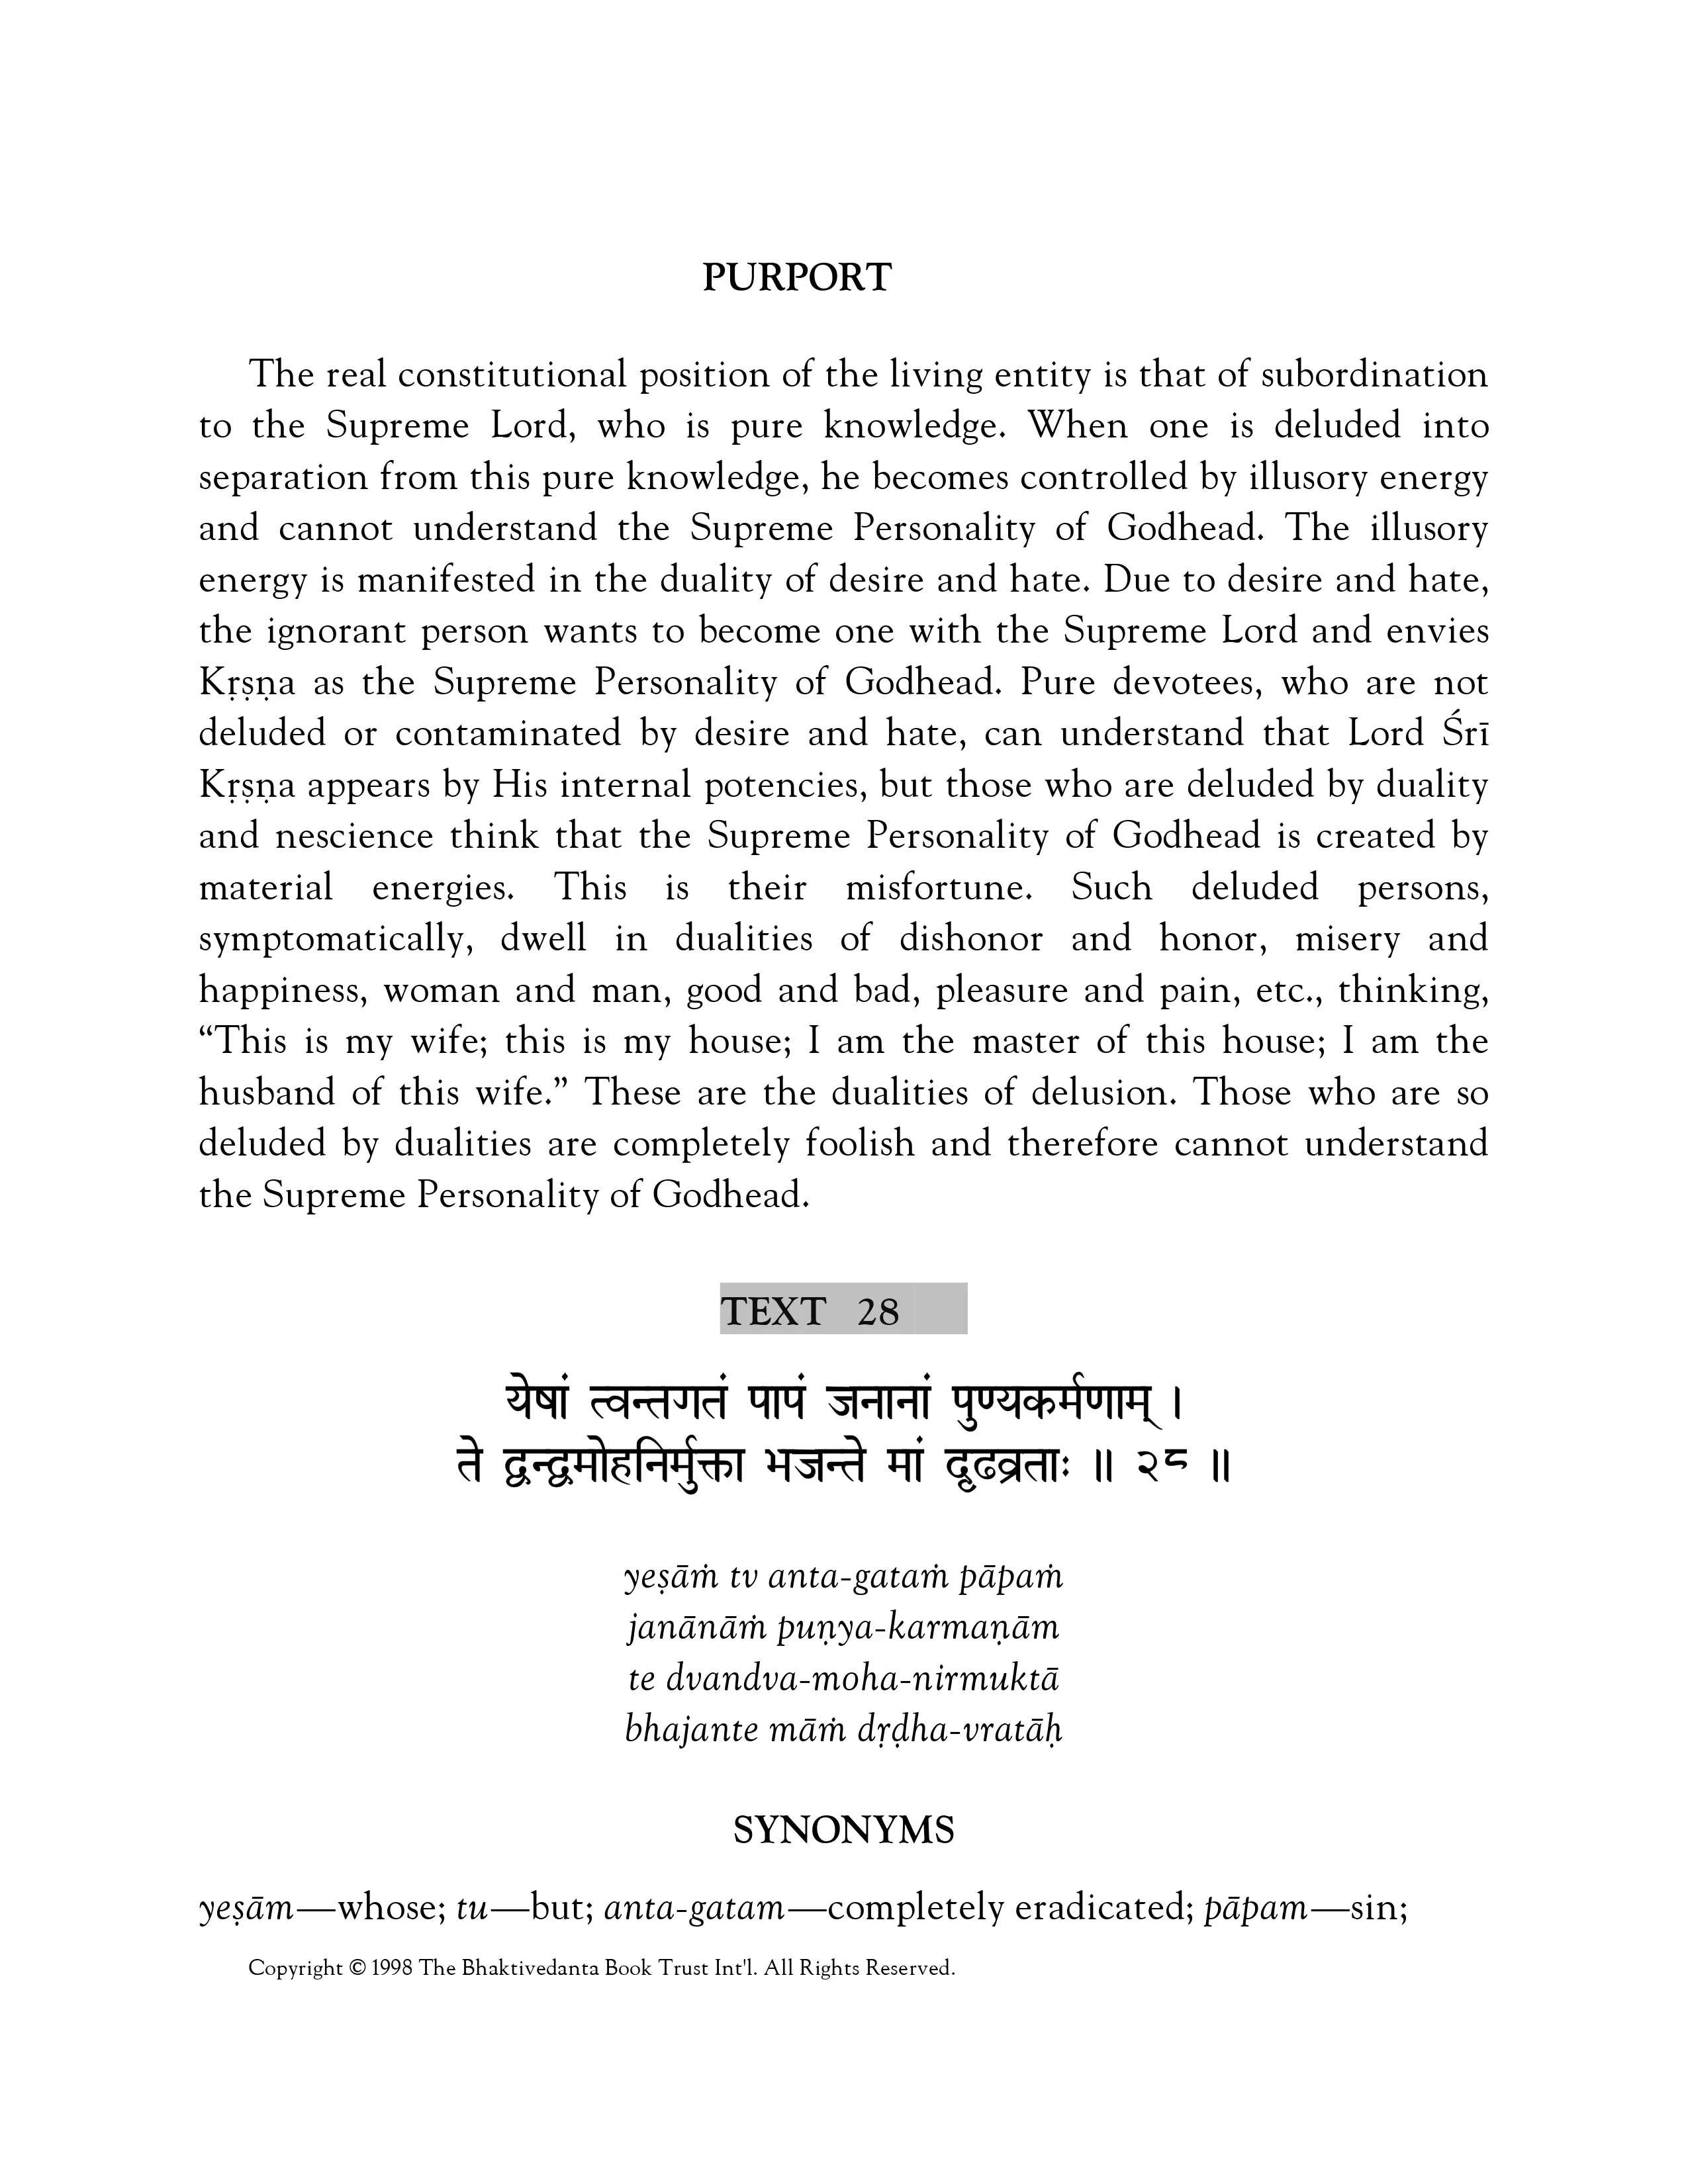 PURPORT
The real constitutional position of the living entity is that of subordination
to the Supreme Lord, who is pure knowledge. When one is deluded into
separation from this pure knowledge, he becomes controlled by illusory energy
and cannot understand the Supreme Personality of Godhead. The illusory
energy is manifested in the duality of desire and hate. Due to desire and hate,
the ignorant person wants to become one with the Supreme Lord and envies
Kṛṣṇa as the Supreme Personality of Godhead. Pure devotees, who are not
deluded or contaminated by desire and hate, can understand that Lord Śrī
Kṛṣṇa appears by His internal potencies, but those who are deluded by duality
and nescience think that the Supreme Personality of Godhead is created by
material energies. This is their misfortune. Such deluded persons,
symptomatically, dwell in dualities of dishonor and honor, misery and
happiness, woman and man, good and bad, pleasure and pain, etc., thinking,
“This is my wife; this is my house; I am the master of this house; I am the
husband of this wife.” These are the dualities of delusion. Those who are so
deluded by dualities are completely foolish and therefore cannot understand
the Supreme Personality of Godhead.
TEXT 28
येषां त्वन्तगतं पापं जनानां पुण्यकर्मणाम् ।
ते द्वन्द्वमोहनिर्मुक्ता भजन्ते मां दृढव्रताः ॥ २८ ॥
yeṣāṁ tv anta-gataṁ pāpaṁ
janānāṁ puṇya-karmaṇām
te dvandva-moha-nirmuktā
bhajante māṁ dṛḍha-vratāḥ
SYNONYMS
yeṣām—whose; tu—but; anta-gatam—completely eradicated; pāpam—sin;
Copyright © 1998 The Bhaktivedanta Book Trust Int'l. All Rights Reserved.